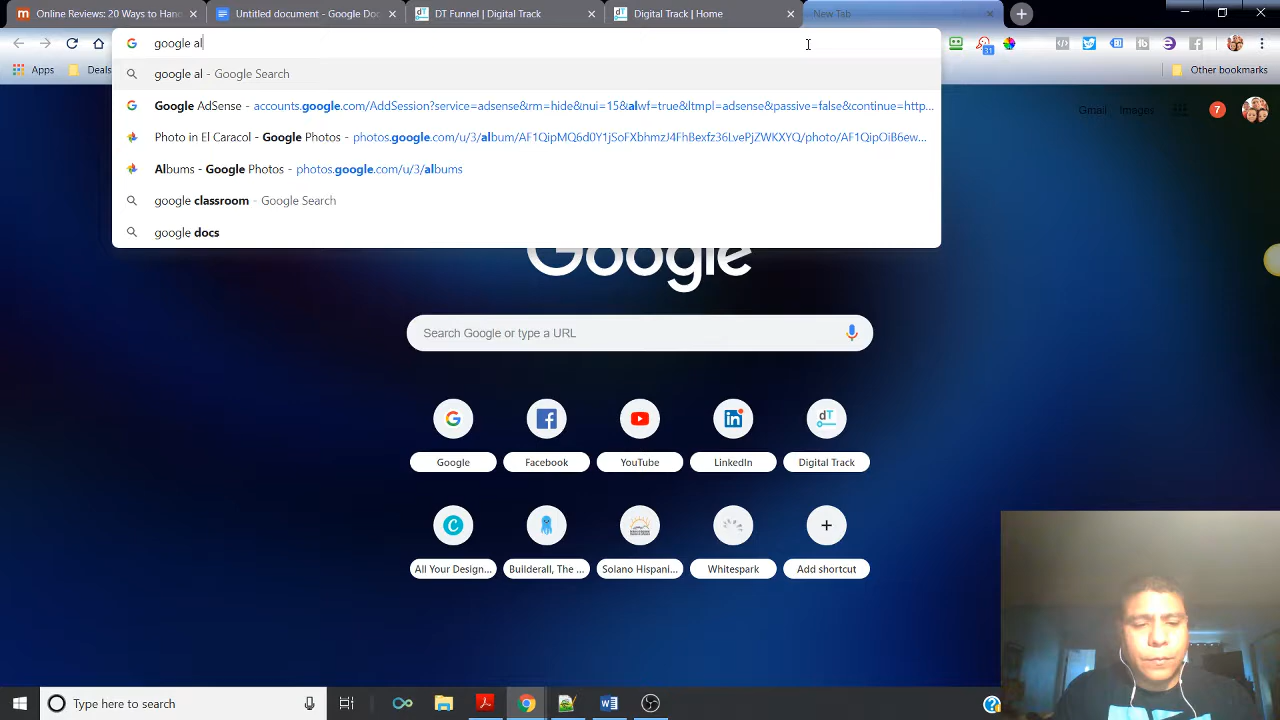 Online Reviews: 20 Ways to Han
Untitled document - Google Doc
DT Funnel | Digital Track
Digital Track | Home
New Tab
google al
Apps
Deals
Other bookmarks
google al - Google Search
Google AdSense - accounts.google.com/AddSession?service=adsense&rm=hide&nui=15&alwf=true&ltmpl=adsense&passive=false&continue=http...
Photo in El Caracol - Google Photos - photos.google.com/u/3/album/AF1QipMQ6d0Y1jSoFXbhmzJ4FhBexfz36LvePjZWKXYQ/photo/AF1QipOiB6ew...
Albums - Google Photos - photos.google.com/u/3/albums
google classroom - Google Search
google docs
Gmail
Images
7
31
Google
Search Google or type a URL
dT
Google
Facebook
YouTube
LinkedIn
Digital Track
All Your Design...
Builderall, The ...
Solano Hispani...
Whitespark
Add shortcut
Type here to search